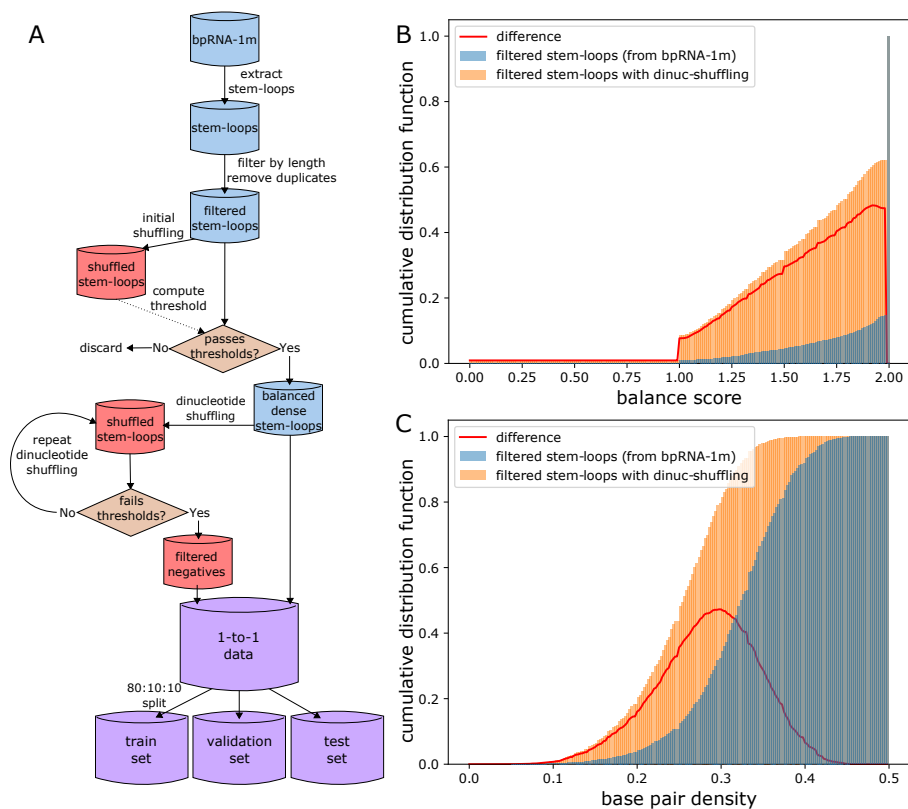 A
bpRNA-1m
extract
stem-loops
stem-loops
filter by length
remove duplicates
filtered
stem-loops
initial
shuffling
shuffled
stem-loops
compute
threshold
passes
thresholds?
No
discard
Yes
balanced
dense
stem-loops
dinucleotide
shuffling
shuffled
stem-loops
repeat
dinucleotide
shuffling
fails
thresholds?
No
Yes
filtered
negatives
1-to-1
data
80:10:10
split
train
set
validation
set
test
set
B
difference
filtered stem-loops (from bpRNA-1m)
filtered stem-loops with dinuc-shuffling
cumulative distribution function
1.0
0.8
0.6
0.4
0.2
0.0
0.00 0.25 0.50 0.75 1.00 1.25 1.50 1.75 2.00
balance score
C
difference
filtered stem-loops (from bpRNA-1m)
filtered stem-loops with dinuc-shuffling
cumulative distribution function
1.0
0.8
0.6
0.4
0.2
0.0
0.0 0.1 0.2 0.3 0.4 0.5
base pair density